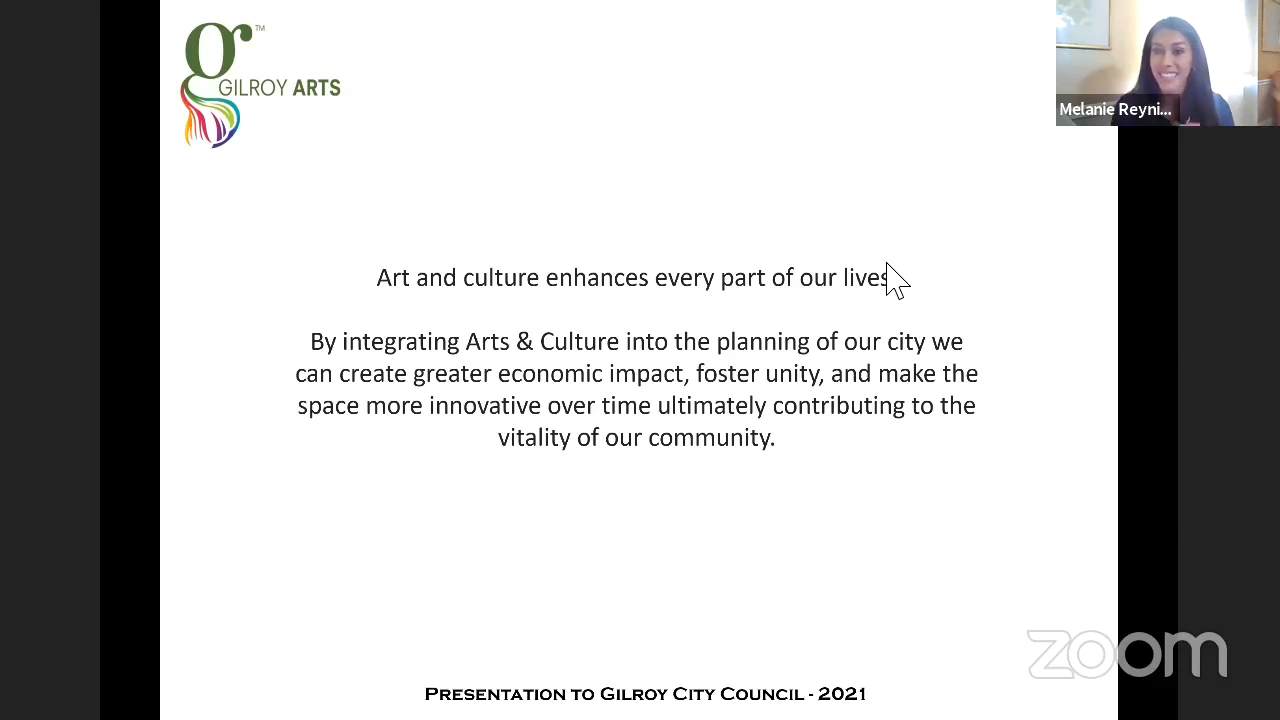 g™
GILROY ARTS
Melanie Reyni...
Art and culture enhances every part of our lives
By integrating Arts & Culture into the planning of our city we
can create greater economic impact, foster unity, and make the
space more innovative over time ultimately contributing to the
vitality of our community.
zoom
PRESENTATION TO GILROY CITY COUNCIL - 2021